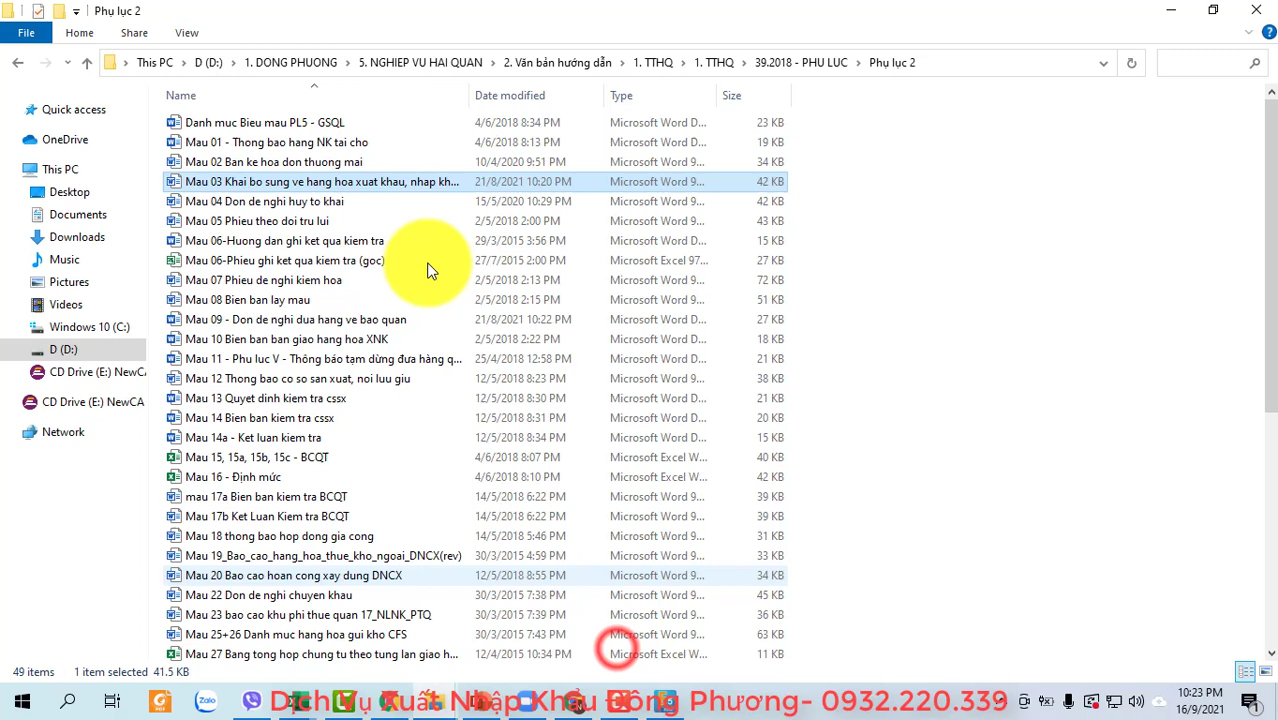 Phụ lục 2
File Home Share View
This PC D (D:) 1. DONG PHUONG 5. NGHIEP VU HAI QUAN 2. Văn bản hướng dẫn 1. TTHQ 1. TTHQ 39.2018 - PHU LUC Phụ lục 2
Name Date modified Type Size
Quick access
OneDrive
This PC
Desktop
Documents
Downloads
Music
Pictures
Videos
Windows 10 (C:)
D (D:)
CD Drive (E:) NewCA
CD Drive (E:) NewCA
Network
Danh muc Bieu mau PL5 - GSQL 4/6/2018 8:34 PM Microsoft Word D... 23 KB
Mau 01 - Thong bao hang NK tai cho 4/6/2018 8:13 PM Microsoft Word D... 19 KB
Mau 02 Ban ke hoa don thuong mai 10/4/2020 9:51 PM Microsoft Word 9... 34 KB
Mau 03 Khai bo sung ve hang hoa xuat khau, nhap kh... 21/8/2021 10:20 PM Microsoft Word 9... 42 KB
Mau 04 Don de nghi huy to khai 15/5/2020 10:29 PM Microsoft Word 9... 42 KB
Mau 05 Phieu theo doi tru lui 2/5/2018 2:00 PM Microsoft Word 9... 43 KB
Mau 06-Huong dan ghi ket qua kiem tra 29/3/2015 3:56 PM Microsoft Word D... 15 KB
Mau 06-Phieu ghi ket qua kiem tra (goc) 27/7/2015 2:00 PM Microsoft Excel 97... 27 KB
Mau 07 Phieu de nghi kiem hoa 2/5/2018 2:13 PM Microsoft Word 9... 72 KB
Mau 08 Bien ban lay mau 2/5/2018 2:15 PM Microsoft Word 9... 51 KB
Mau 09 - Don de nghi dua hang ve bao quan 21/8/2021 10:22 PM Microsoft Word 9... 27 KB
Mau 10 Bien ban ban giao hang hoa XNK 2/5/2018 2:22 PM Microsoft Word D... 18 KB
Mau 11 - Phu luc V - Thông báo tạm dừng đưa hàng q... 25/4/2018 12:58 PM Microsoft Word D... 21 KB
Mau 12 Thong bao co so san xuat, noi luu giu 12/5/2018 8:23 PM Microsoft Word 9... 38 KB
Mau 13 Quyet dinh kiem tra cssx 12/5/2018 8:30 PM Microsoft Word D... 21 KB
Mau 14 Bien ban kiem tra cssx 12/5/2018 8:31 PM Microsoft Word D... 20 KB
Mau 14a - Ket luan kiem tra 12/5/2018 8:34 PM Microsoft Word D... 15 KB
Mau 15, 15a, 15b, 15c - BCQT 4/6/2018 8:07 PM Microsoft Excel W... 40 KB
Mau 16 - Định mức 4/6/2018 8:10 PM Microsoft Excel W... 42 KB
mau 17a Bien ban kiem tra BCQT 14/5/2018 6:22 PM Microsoft Word 9... 39 KB
Mau 17b Ket Luan Kiem tra BCQT 14/5/2018 6:22 PM Microsoft Word 9... 39 KB
Mau 18 thong bao hop dong gia cong 14/5/2018 5:46 PM Microsoft Word 9... 31 KB
Mau 19_Bao_cao_hang_hoa_thue_kho_ngoai_DNCX(rev) 30/3/2015 4:59 PM Microsoft Word 9... 33 KB
Mau 20 Bao cao hoan cong xay dung DNCX 12/5/2018 8:55 PM Microsoft Word 9... 34 KB
Mau 22 Don de nghi chuyen khau 30/3/2015 7:38 PM Microsoft Word 9... 45 KB
Mau 23 bao cao khu phi thue quan 17_NLNK_PTQ 30/3/2015 7:39 PM Microsoft Word 9... 36 KB
Mau 25+26 Danh muc hang hoa gui kho CFS 30/3/2015 7:43 PM Microsoft Word 9... 63 KB
Mau 27 Bang tong hop chung tu theo tung lan giao h... 12/4/2015 10:34 PM Microsoft Excel W... 11 KB
49 items 1 item selected 41.5 KB
Dịch Vụ Xuất Nhập Khẩu Đông Phương- 0932.220.339
Zalo
10:23 PM
16/9/2021